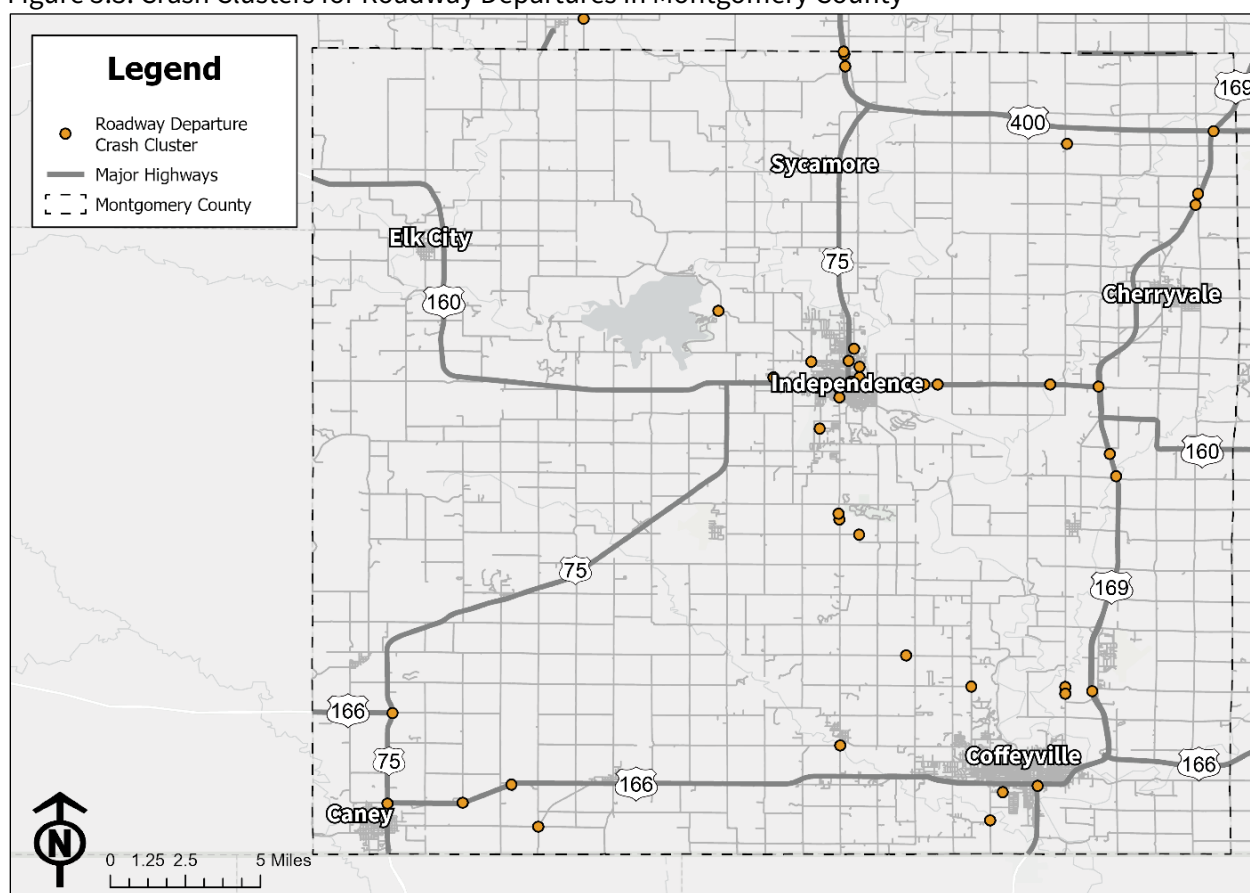 Figure 3.3. Crash Clusters for Roadway Departures in Montgomery County
Legend
Roadway Departure
Crash Cluster
Major Highways
Montgomery County
169
400
Sycamore
Elk City
75
160
Cherryvale
Independence
160
75
169
166
75
Coffeyville
166
166
Caney
N
0 1.25 2.5 5 Miles